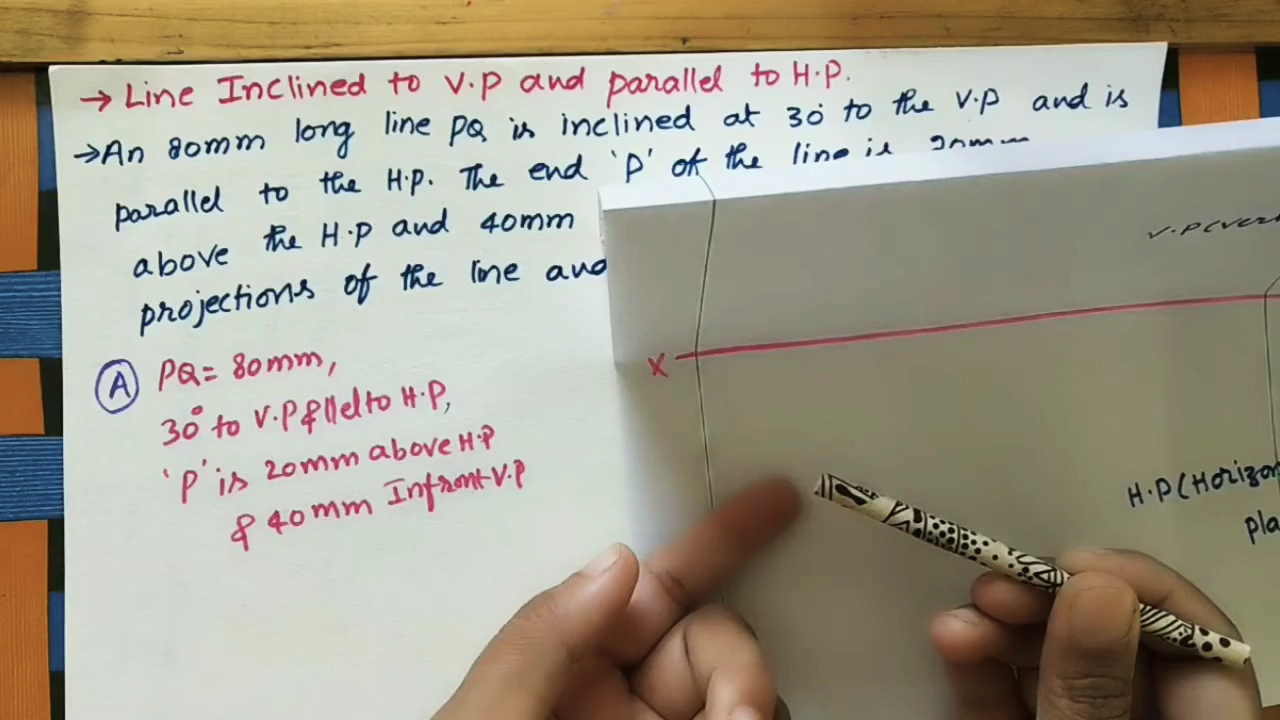 → Line Inclined to V.P and parallel to H.P.
→ An 80mm long line PQ is inclined at 30° to the V.P and is
parallel to the H.P. The end 'P' of the line is 20mm
above the H.P and 40mm
projections of the line and
A PQ = 80mm,
30° to V.P & llel to H.P,
'P' is 20mm above H.P
& 40mm Infront V.P
V.P(Ver
X
H.P(Horizon
pla